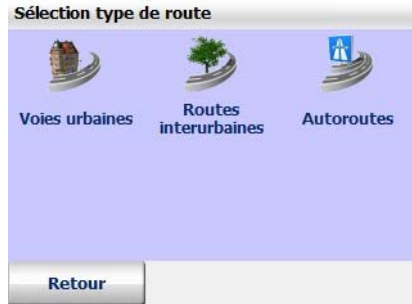 Sélection type de route
Voies urbaines
Routes
interurbaines
Autoroutes
Retour